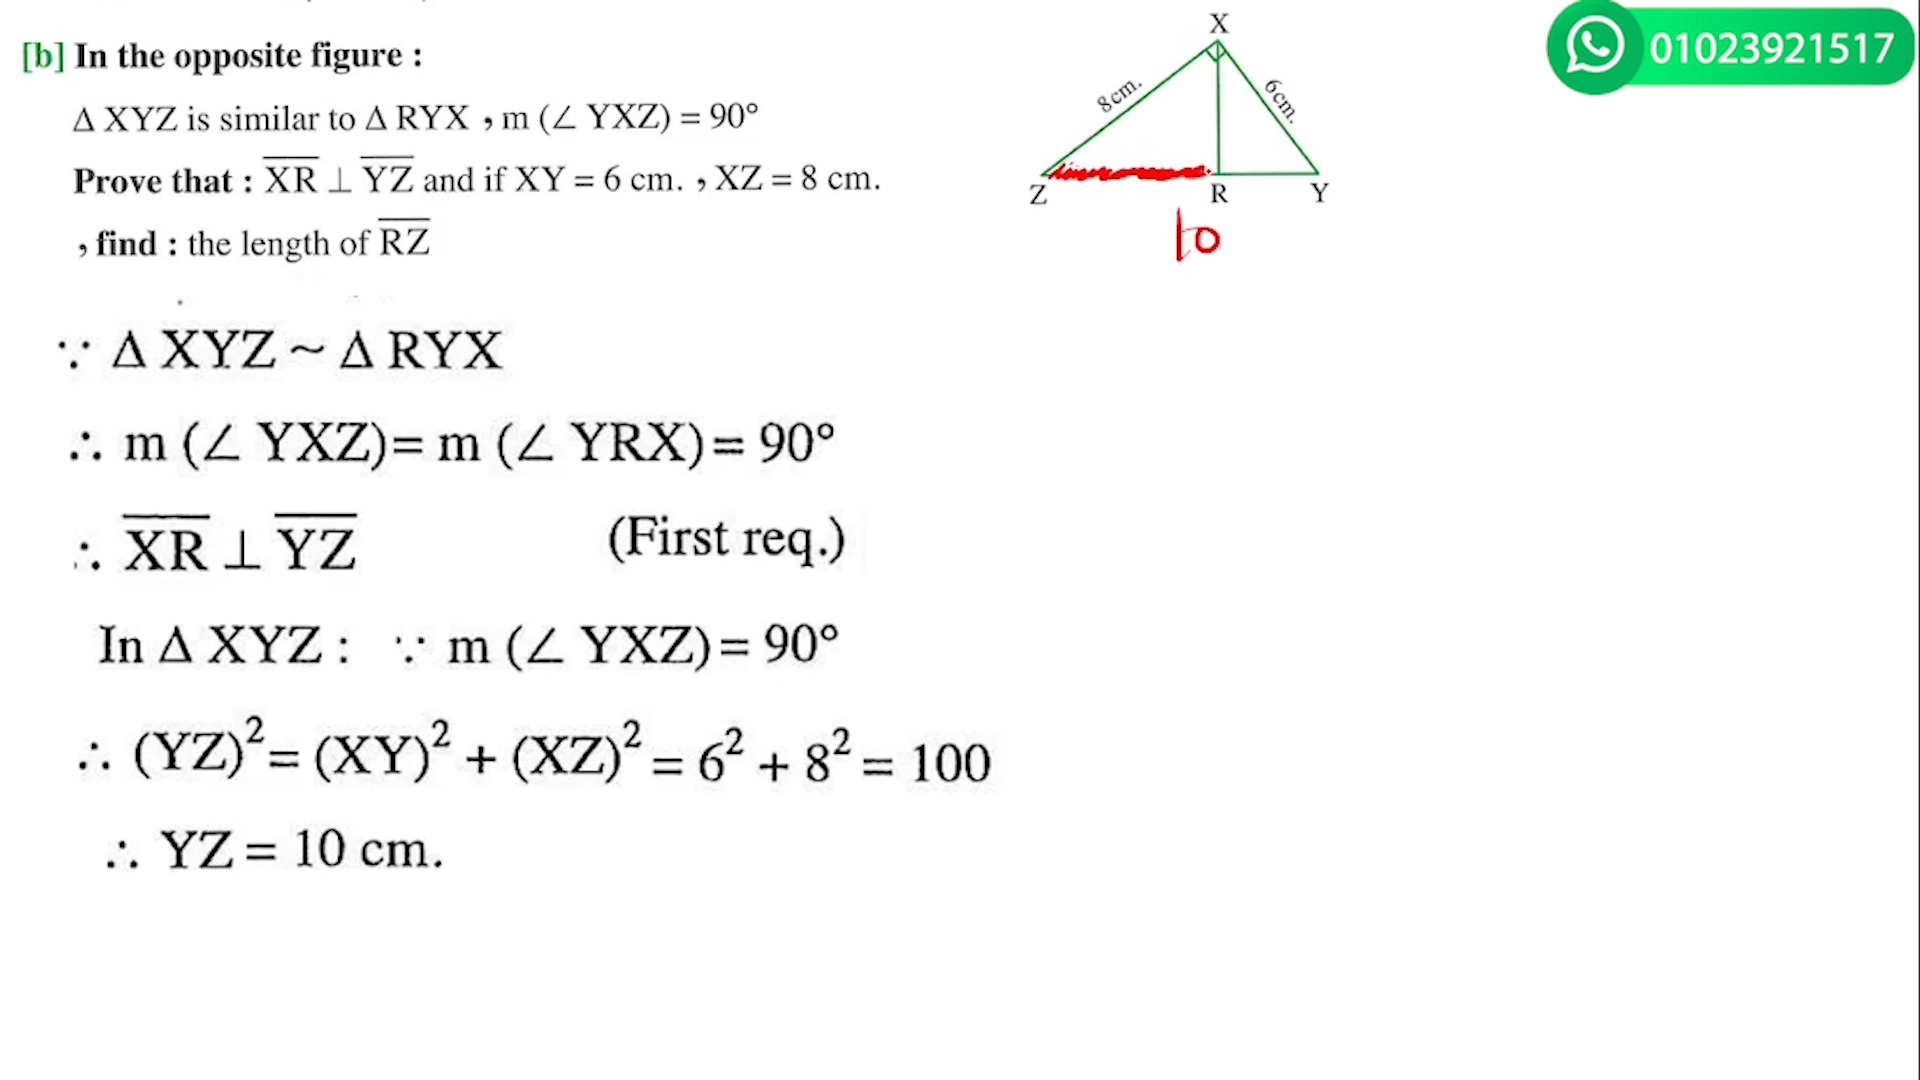 [b] In the opposite figure :
Δ XYZ is similar to Δ RYX , m (∠ YXZ) = 90°
Prove that : XR ⊥ YZ and if XY = 6 cm. , XZ = 8 cm.
, find : the length of RZ
X
8 cm.
6 cm.
Z
R
Y
10
01023921517
∵ Δ XYZ ~ Δ RYX
∴ m (∠ YXZ) = m (∠ YRX) = 90°
∴ XR ⊥ YZ (First req.)
In Δ XYZ : ∵ m (∠ YXZ) = 90°
∴ (YZ)² = (XY)² + (XZ)² = 6² + 8² = 100
∴ YZ = 10 cm.